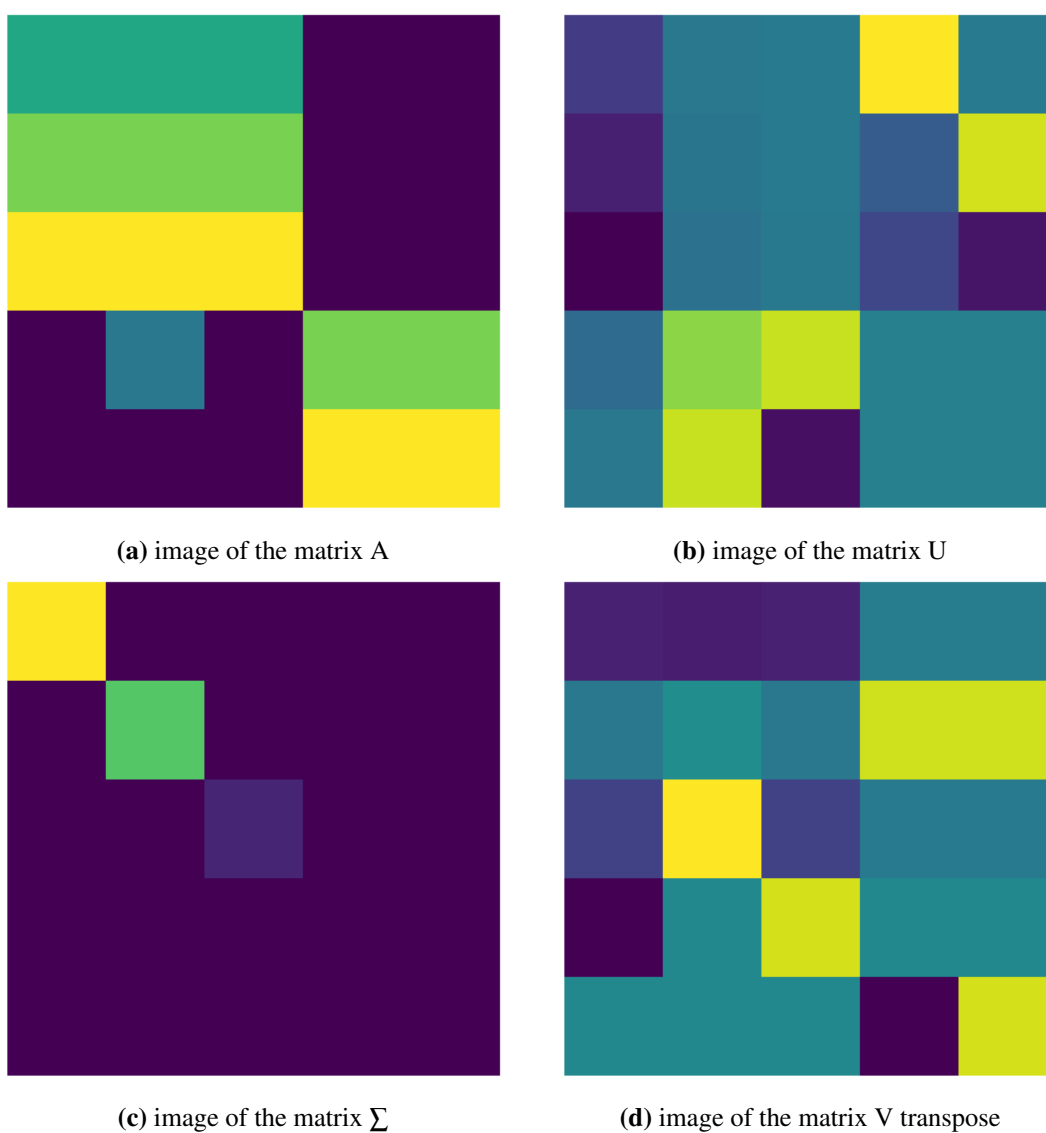 (a) image of the matrix A
(b) image of the matrix U
(c) image of the matrix ∑
(d) image of the matrix V transpose